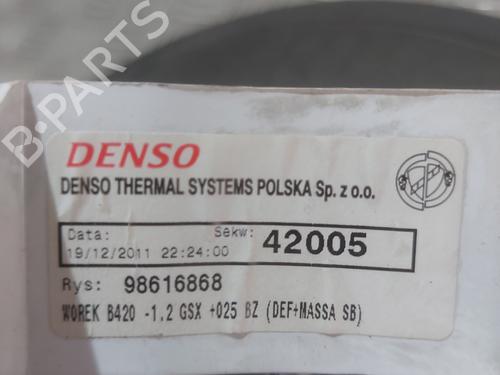 B-PARTS
DENSO
DENSO THERMAL SYSTEMS POLSKA Sp. z o.o.
Data: Sekw: 42005
19/12/2011 22:24:00
Rys: 98616868
WOREK B420 -1.2 GSX +025 BZ (DEF+MASSA SB)